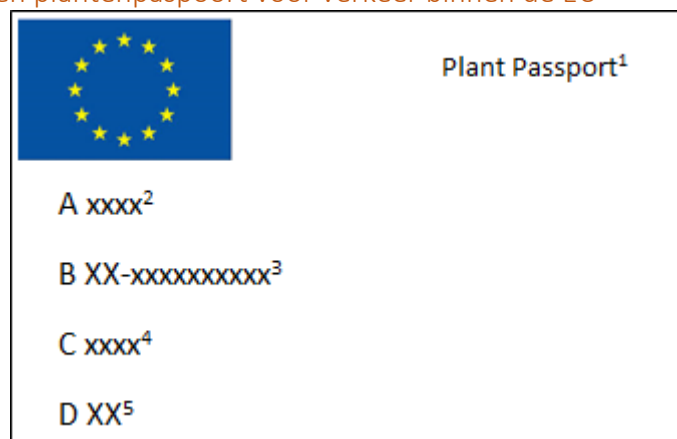 plantenpaspoort voor verkeer binnen de EU
Plant Passport¹
A xxxx²
B XX-xxxxxxxxxx³
C xxxx⁴
D XX⁵